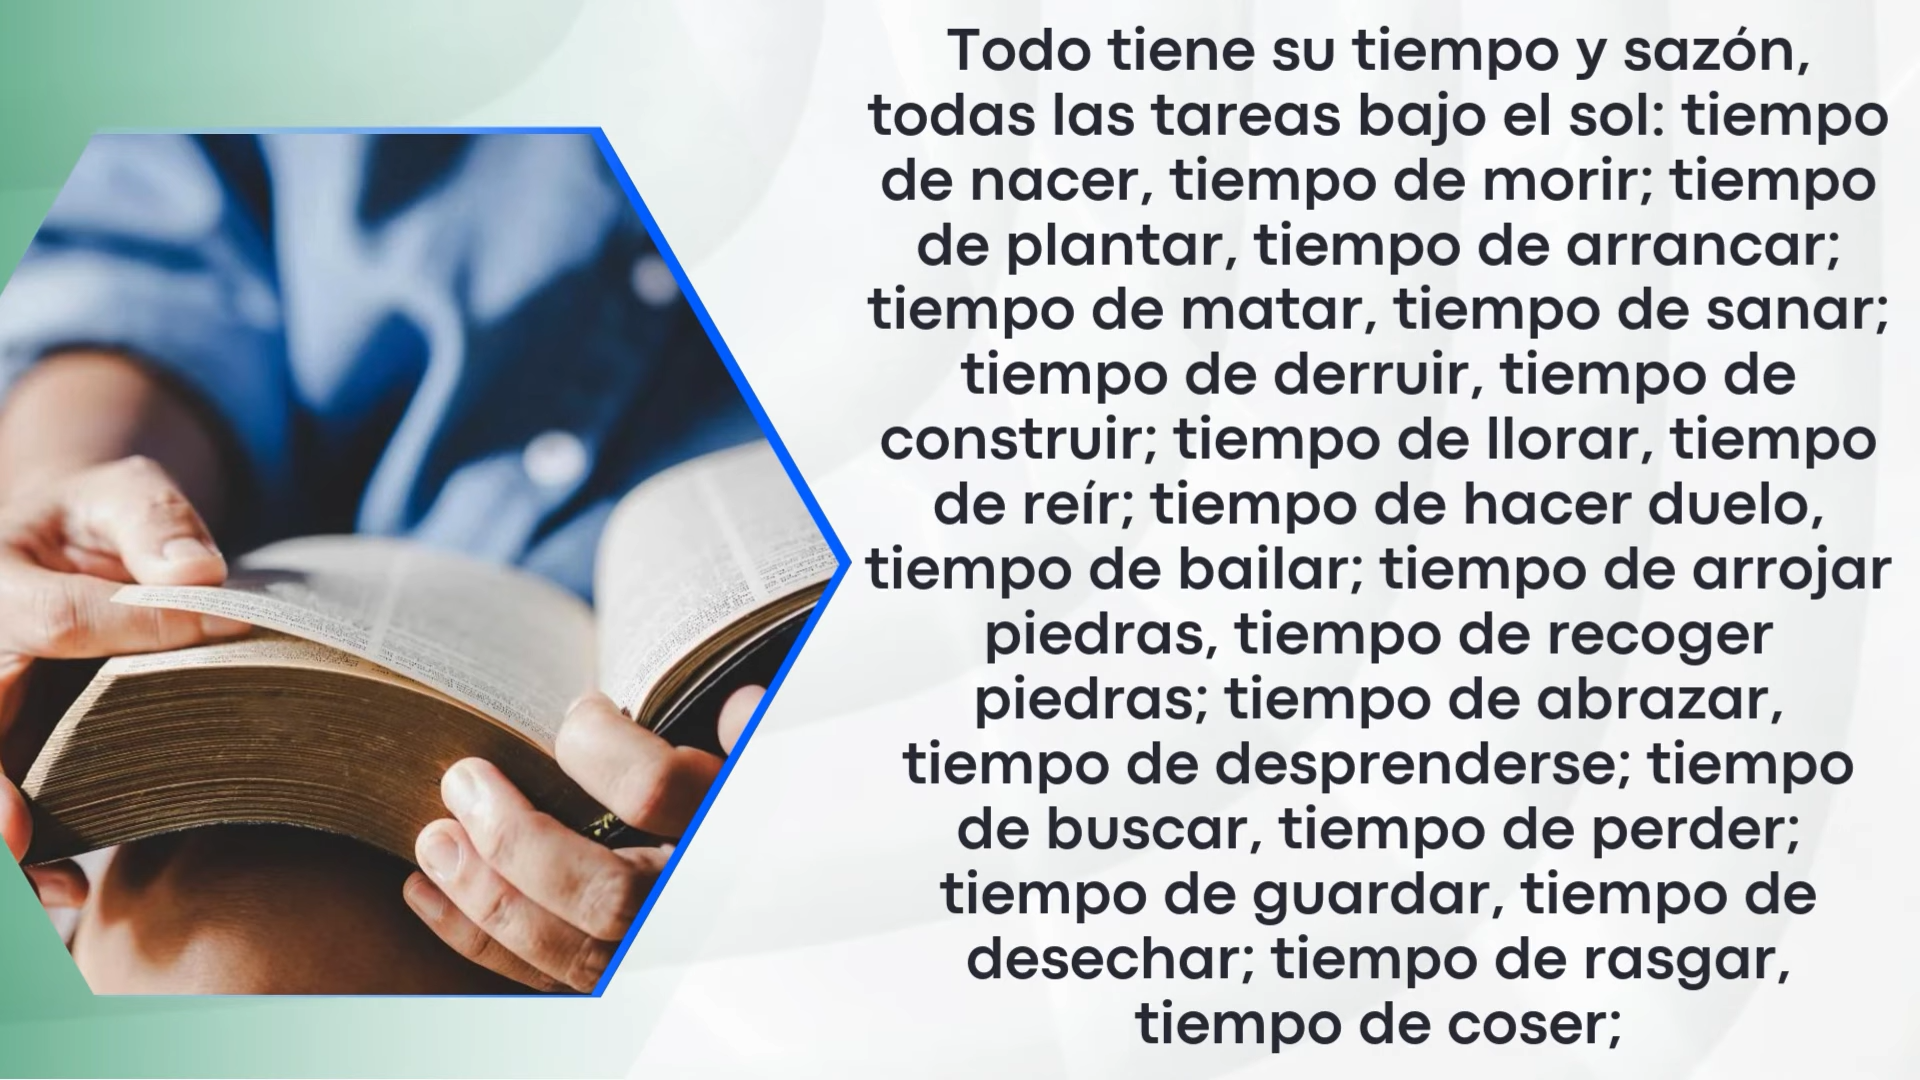 Todo tiene su tiempo y sazón,
todas las tareas bajo el sol: tiempo
de nacer, tiempo de morir; tiempo
de plantar, tiempo de arrancar;
tiempo de matar, tiempo de sanar;
tiempo de derruir, tiempo de
construir; tiempo de llorar, tiempo
de reír; tiempo de hacer duelo,
tiempo de bailar; tiempo de arrojar
piedras, tiempo de recoger
piedras; tiempo de abrazar,
tiempo de desprenderse; tiempo
de buscar, tiempo de perder;
tiempo de guardar, tiempo de
desechar; tiempo de rasgar,
tiempo de coser;